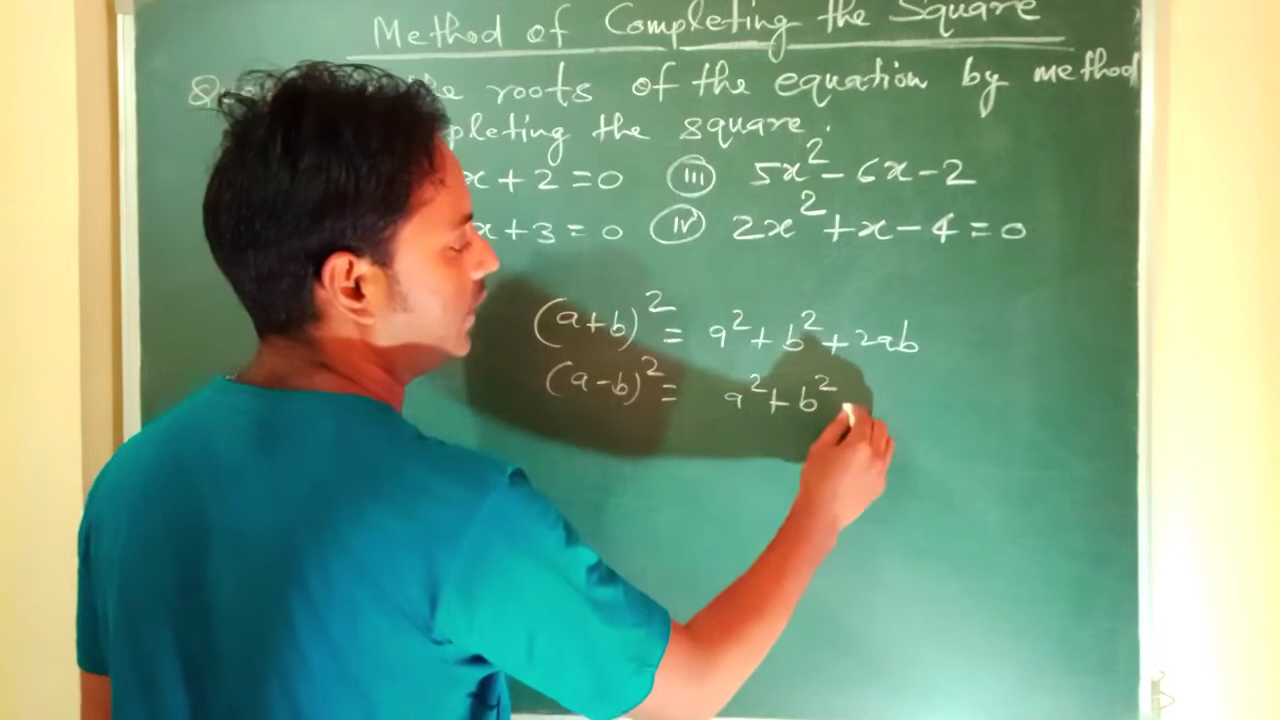 Method of Completing the Square
the roots of the equation by method
pleting the square.
x + 2 = 0 (iii) 5x² - 6x - 2
x + 3 = 0 (iv) 2x² + x - 4 = 0
(a+b)² = a² + b² + 2ab
(a-b)² = a² + b²